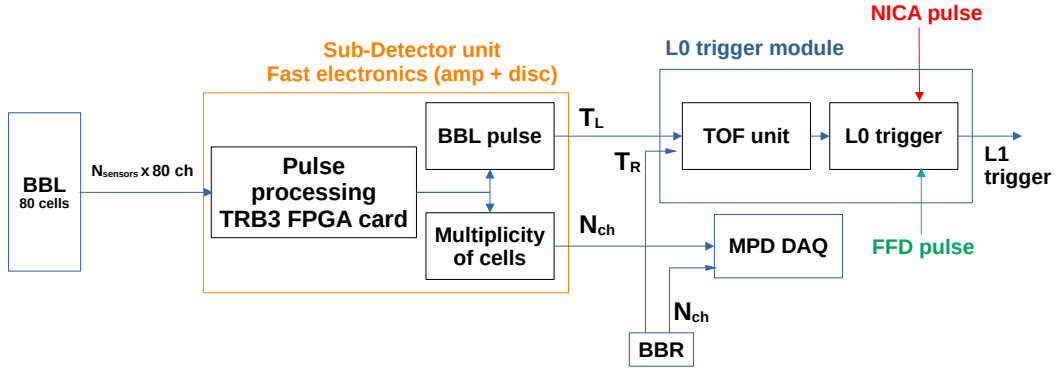 NICA pulse
Sub-Detector unit
Fast electronics (amp + disc)
L0 trigger module
BBL
80 cells
Nsensors x 80 ch
Pulse
processing
TRB3 FPGA card
BBL pulse
Multiplicity
of cells
TL
TR
Nch
TOF unit
L0 trigger
L1
trigger
MPD DAQ
FFD pulse
Nch
BBR